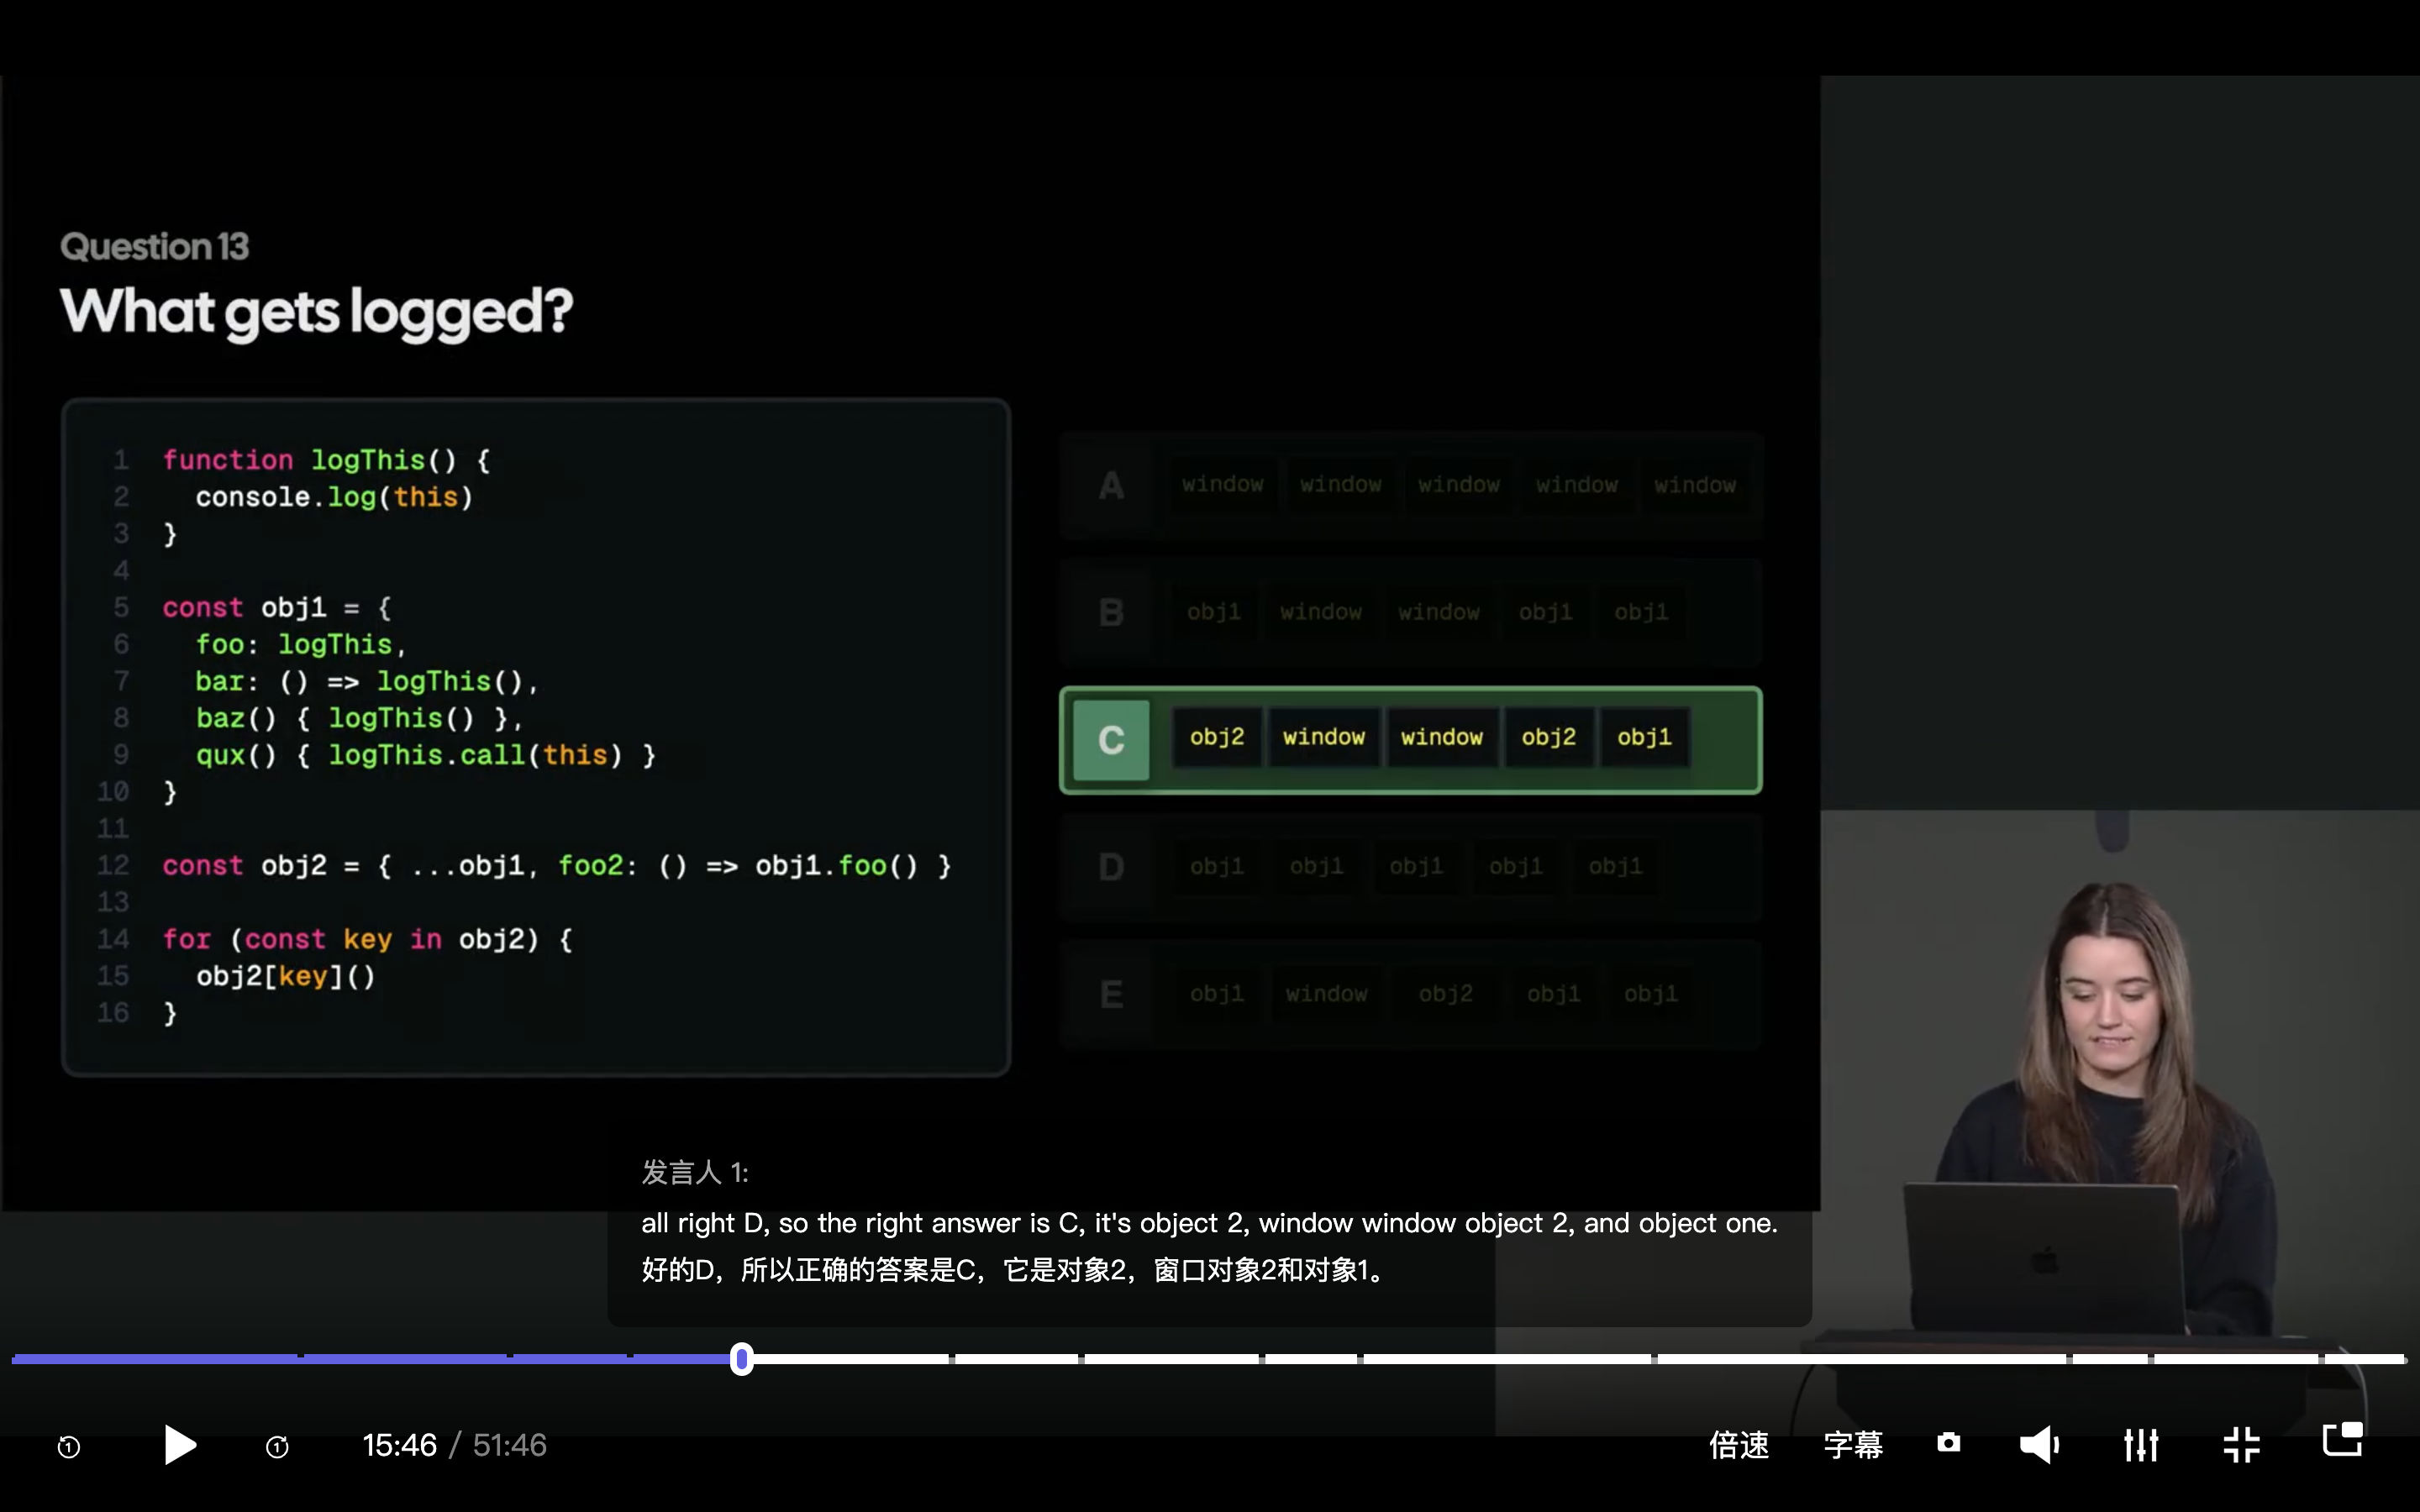 Question 13
What gets logged?
1 function logThis() {
2 console.log(this)
3 }
4
5 const obj1 = {
6 foo: logThis,
7 bar: () => logThis(),
8 baz() { logThis() },
9 qux() { logThis.call(this) }
10 }
11
12 const obj2 = { ...obj1, foo2: () => obj1.foo() }
13
14 for (const key in obj2) {
15 obj2[key]()
16 }
A window window window window window
B obj1 window window obj1 obj1
C obj2 window window obj2 obj1
D obj1 obj1 obj1 obj1 obj1
E obj1 window obj2 obj1 obj1
发言人 1:
all right D, so the right answer is C, it's object 2, window window object 2, and object one.
好的D，所以正确的答案是C，它是对象2，窗口对象2和对象1。
1 1 15:46 / 51:46 倍速 字幕